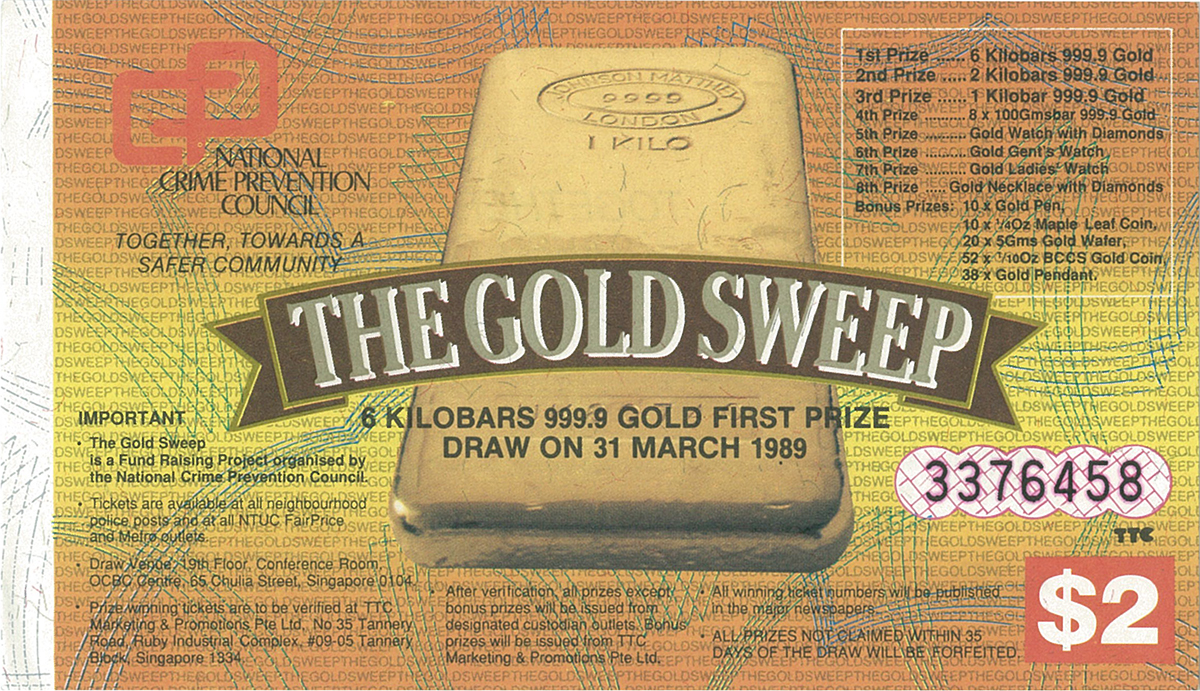 NATIONAL
CRIME PREVENTION
COUNCIL
TOGETHER, TOWARDS A
SAFER COMMUNITY
JOHNSON MATTHEY
9999
LONDON
1 KILO
1st Prize ...... 6 Kilobars 999.9 Gold
2nd Prize ..... 2 Kilobars 999.9 Gold
3rd Prize ...... 1 Kilobar 999.9 Gold
4th Prize .......... 8 x 100Gmsbar 999.9 Gold
5th Prize .......... Gold Watch with Diamonds
6th Prize .......... Gold Gent's Watch
7th Prize .......... Gold Ladies' Watch
8th Prize ..... Gold Necklace with Diamonds
Bonus Prizes: 10 x Gold Pen,
10 x 1/4Oz Maple Leaf Coin,
20 x 5Gms Gold Wafer,
52 x 1/10Oz BCCS Gold Coin,
38 x Gold Pendant.
THE GOLD SWEEP
6 KILOBARS 999.9 GOLD FIRST PRIZE
DRAW ON 31 MARCH 1989
IMPORTANT
• The Gold Sweep
is a Fund Raising Project organised by
the National Crime Prevention Council.
• Tickets are available at all neighbourhood
police posts and at all NTUC FairPrice
and Metro outlets.
• Draw Venue, 19th Floor, Conference Room,
OCBC Centre, 65 Chulia Street, Singapore 0104.
• Prize winning tickets are to be verified at TTC
Marketing & Promotions Pte Ltd, No 35 Tannery
Road, Ruby Industrial Complex, #09-05 Tannery
Block, Singapore 1334.
• After verification, all prizes except
bonus prizes will be issued from
designated custodian outlets. Bonus
prizes will be issued from TTC
Marketing & Promotions Pte Ltd.
• All winning ticket numbers will be published
in the major newspapers.
• ALL PRIZES NOT CLAIMED WITHIN 35
DAYS OF THE DRAW WILL BE FORFEITED.
3376458
TTC
$2